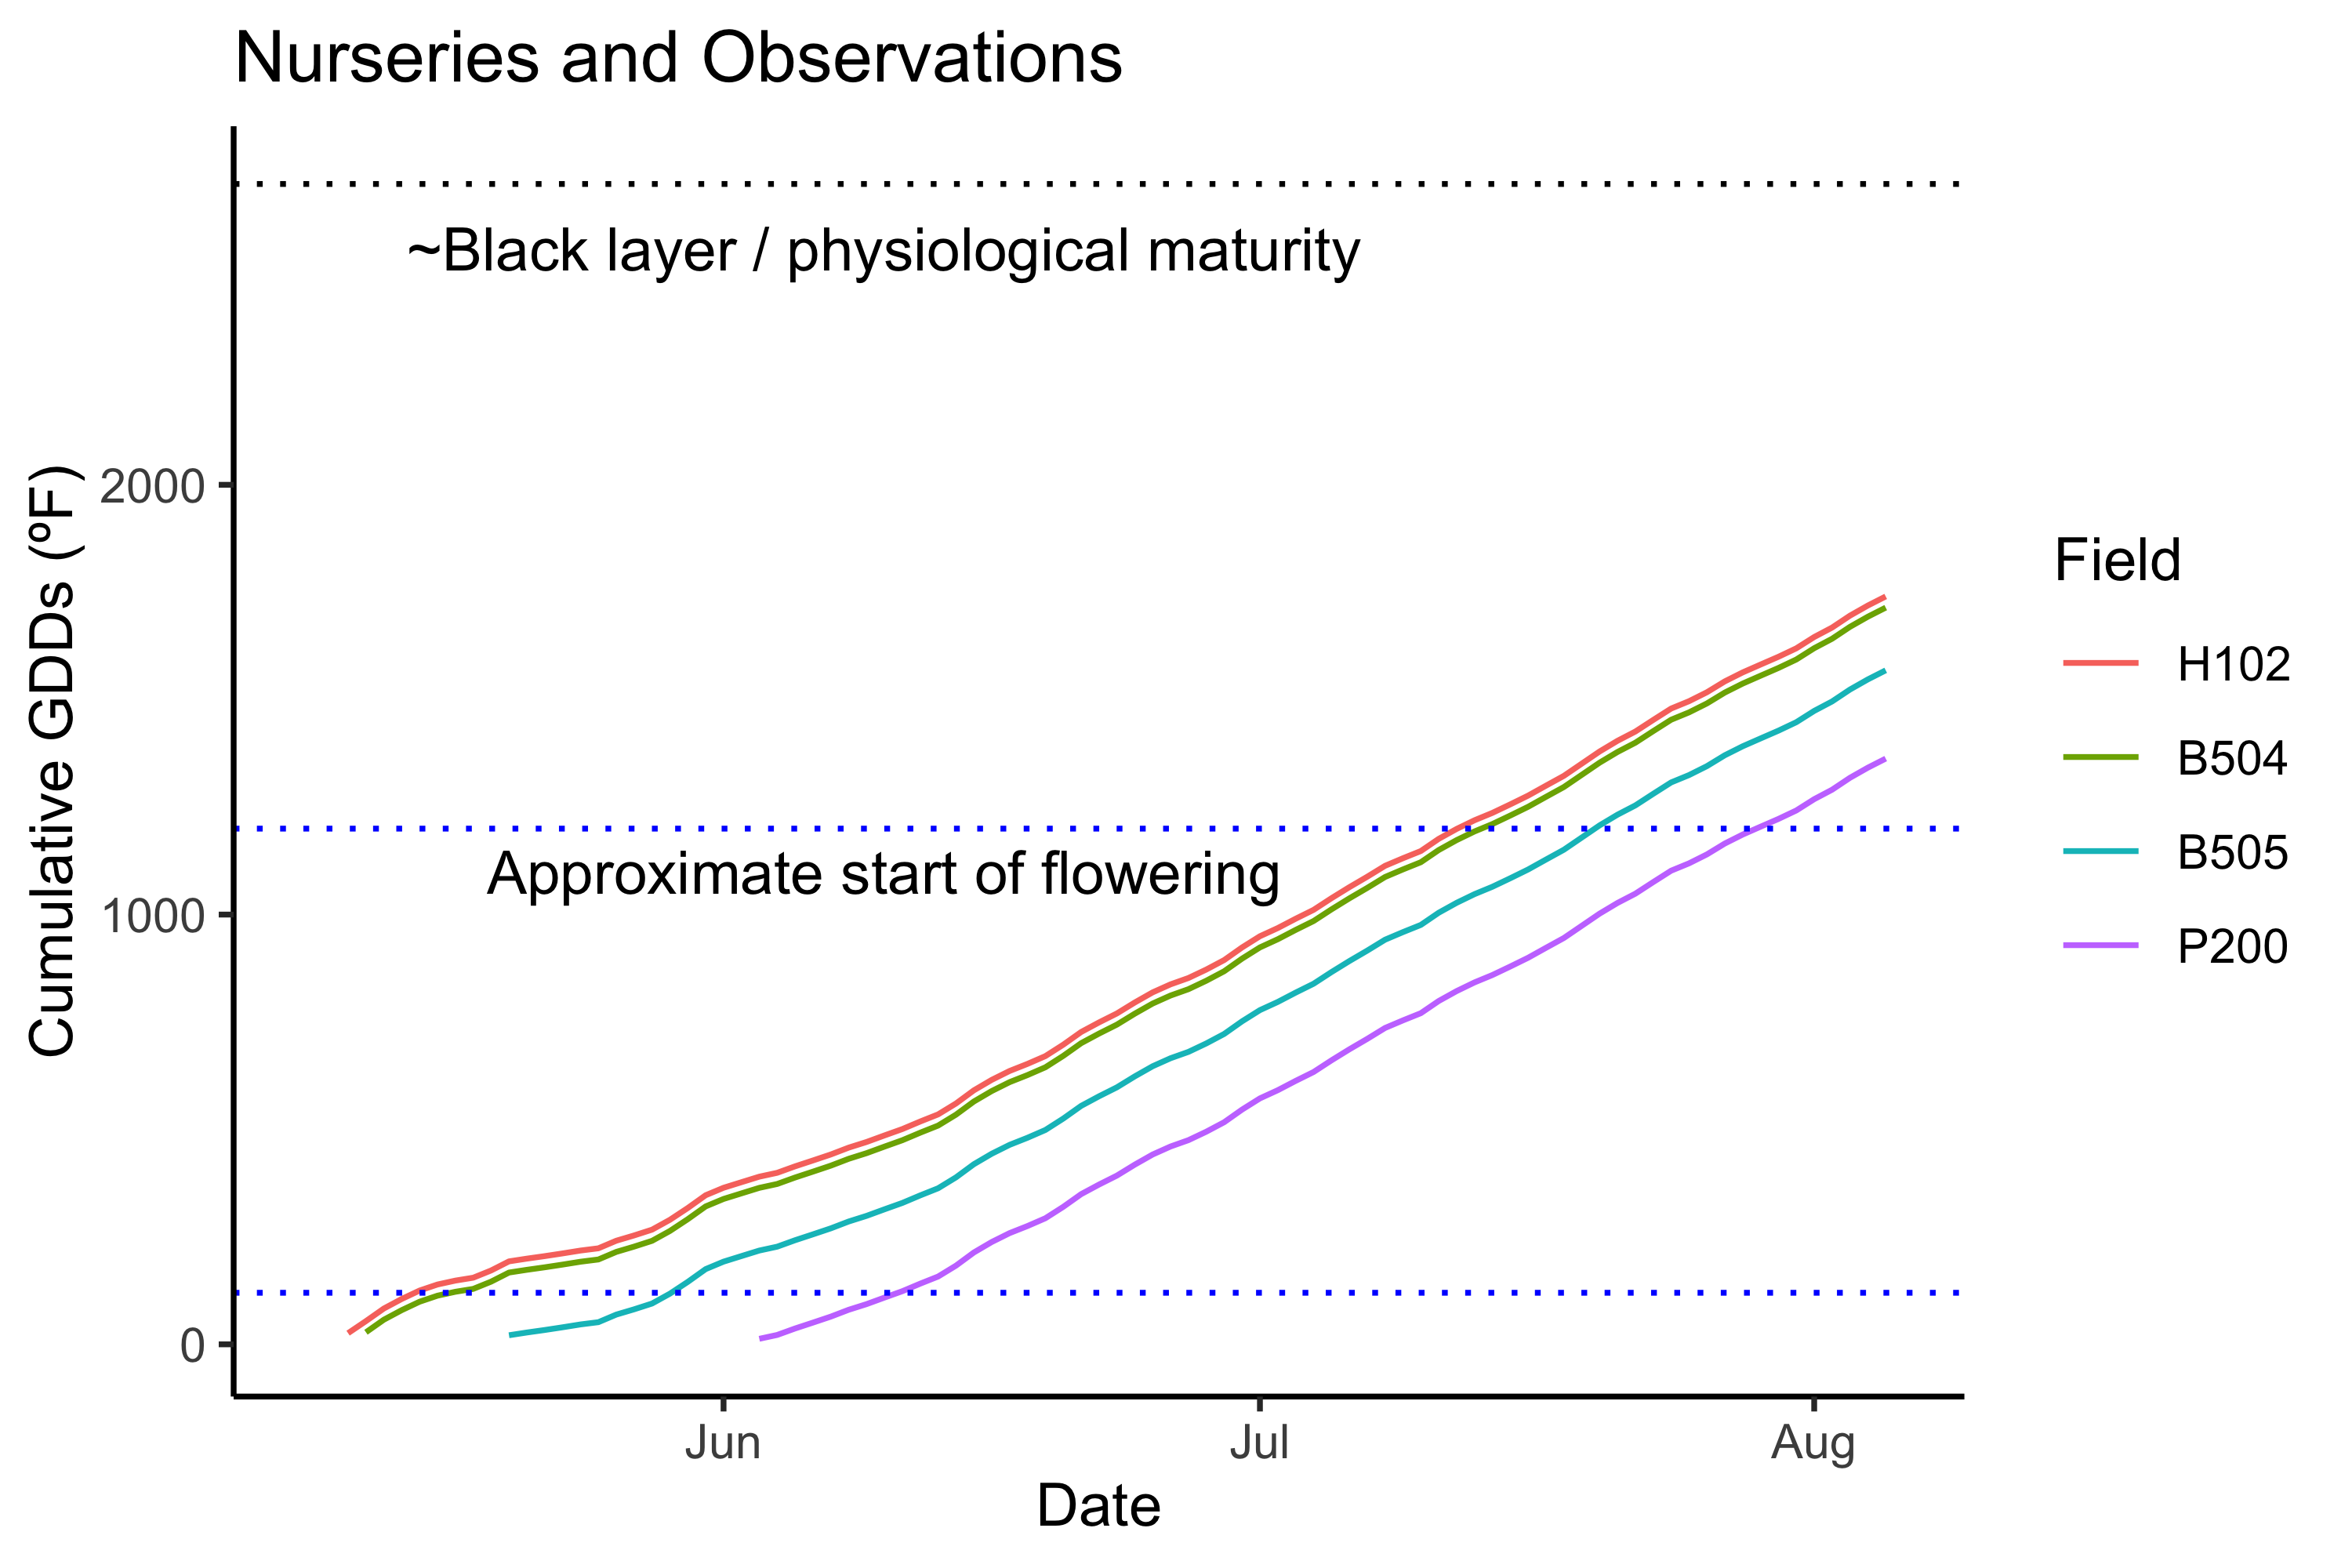 Nurseries and Observations
~Black layer / physiological maturity
Approximate start of flowering
Cumulative GDDs (ºF)
2000
1000
0
Jun
Jul
Aug
Date
Field
H102
B504
B505
P200